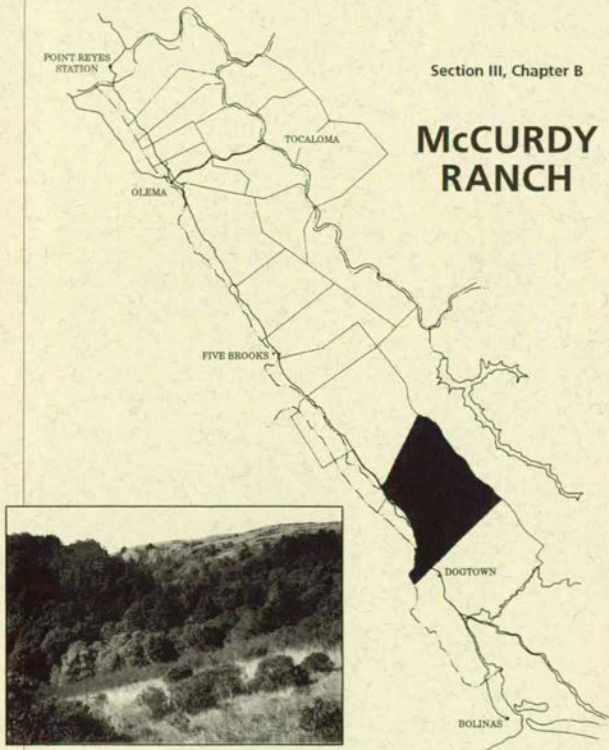 Section III, Chapter B
McCURDY
RANCH
POINT REYES
STATION
TOCALOMA
OLEMA
FIVE BROOKS
DOGTOWN
BOLINAS